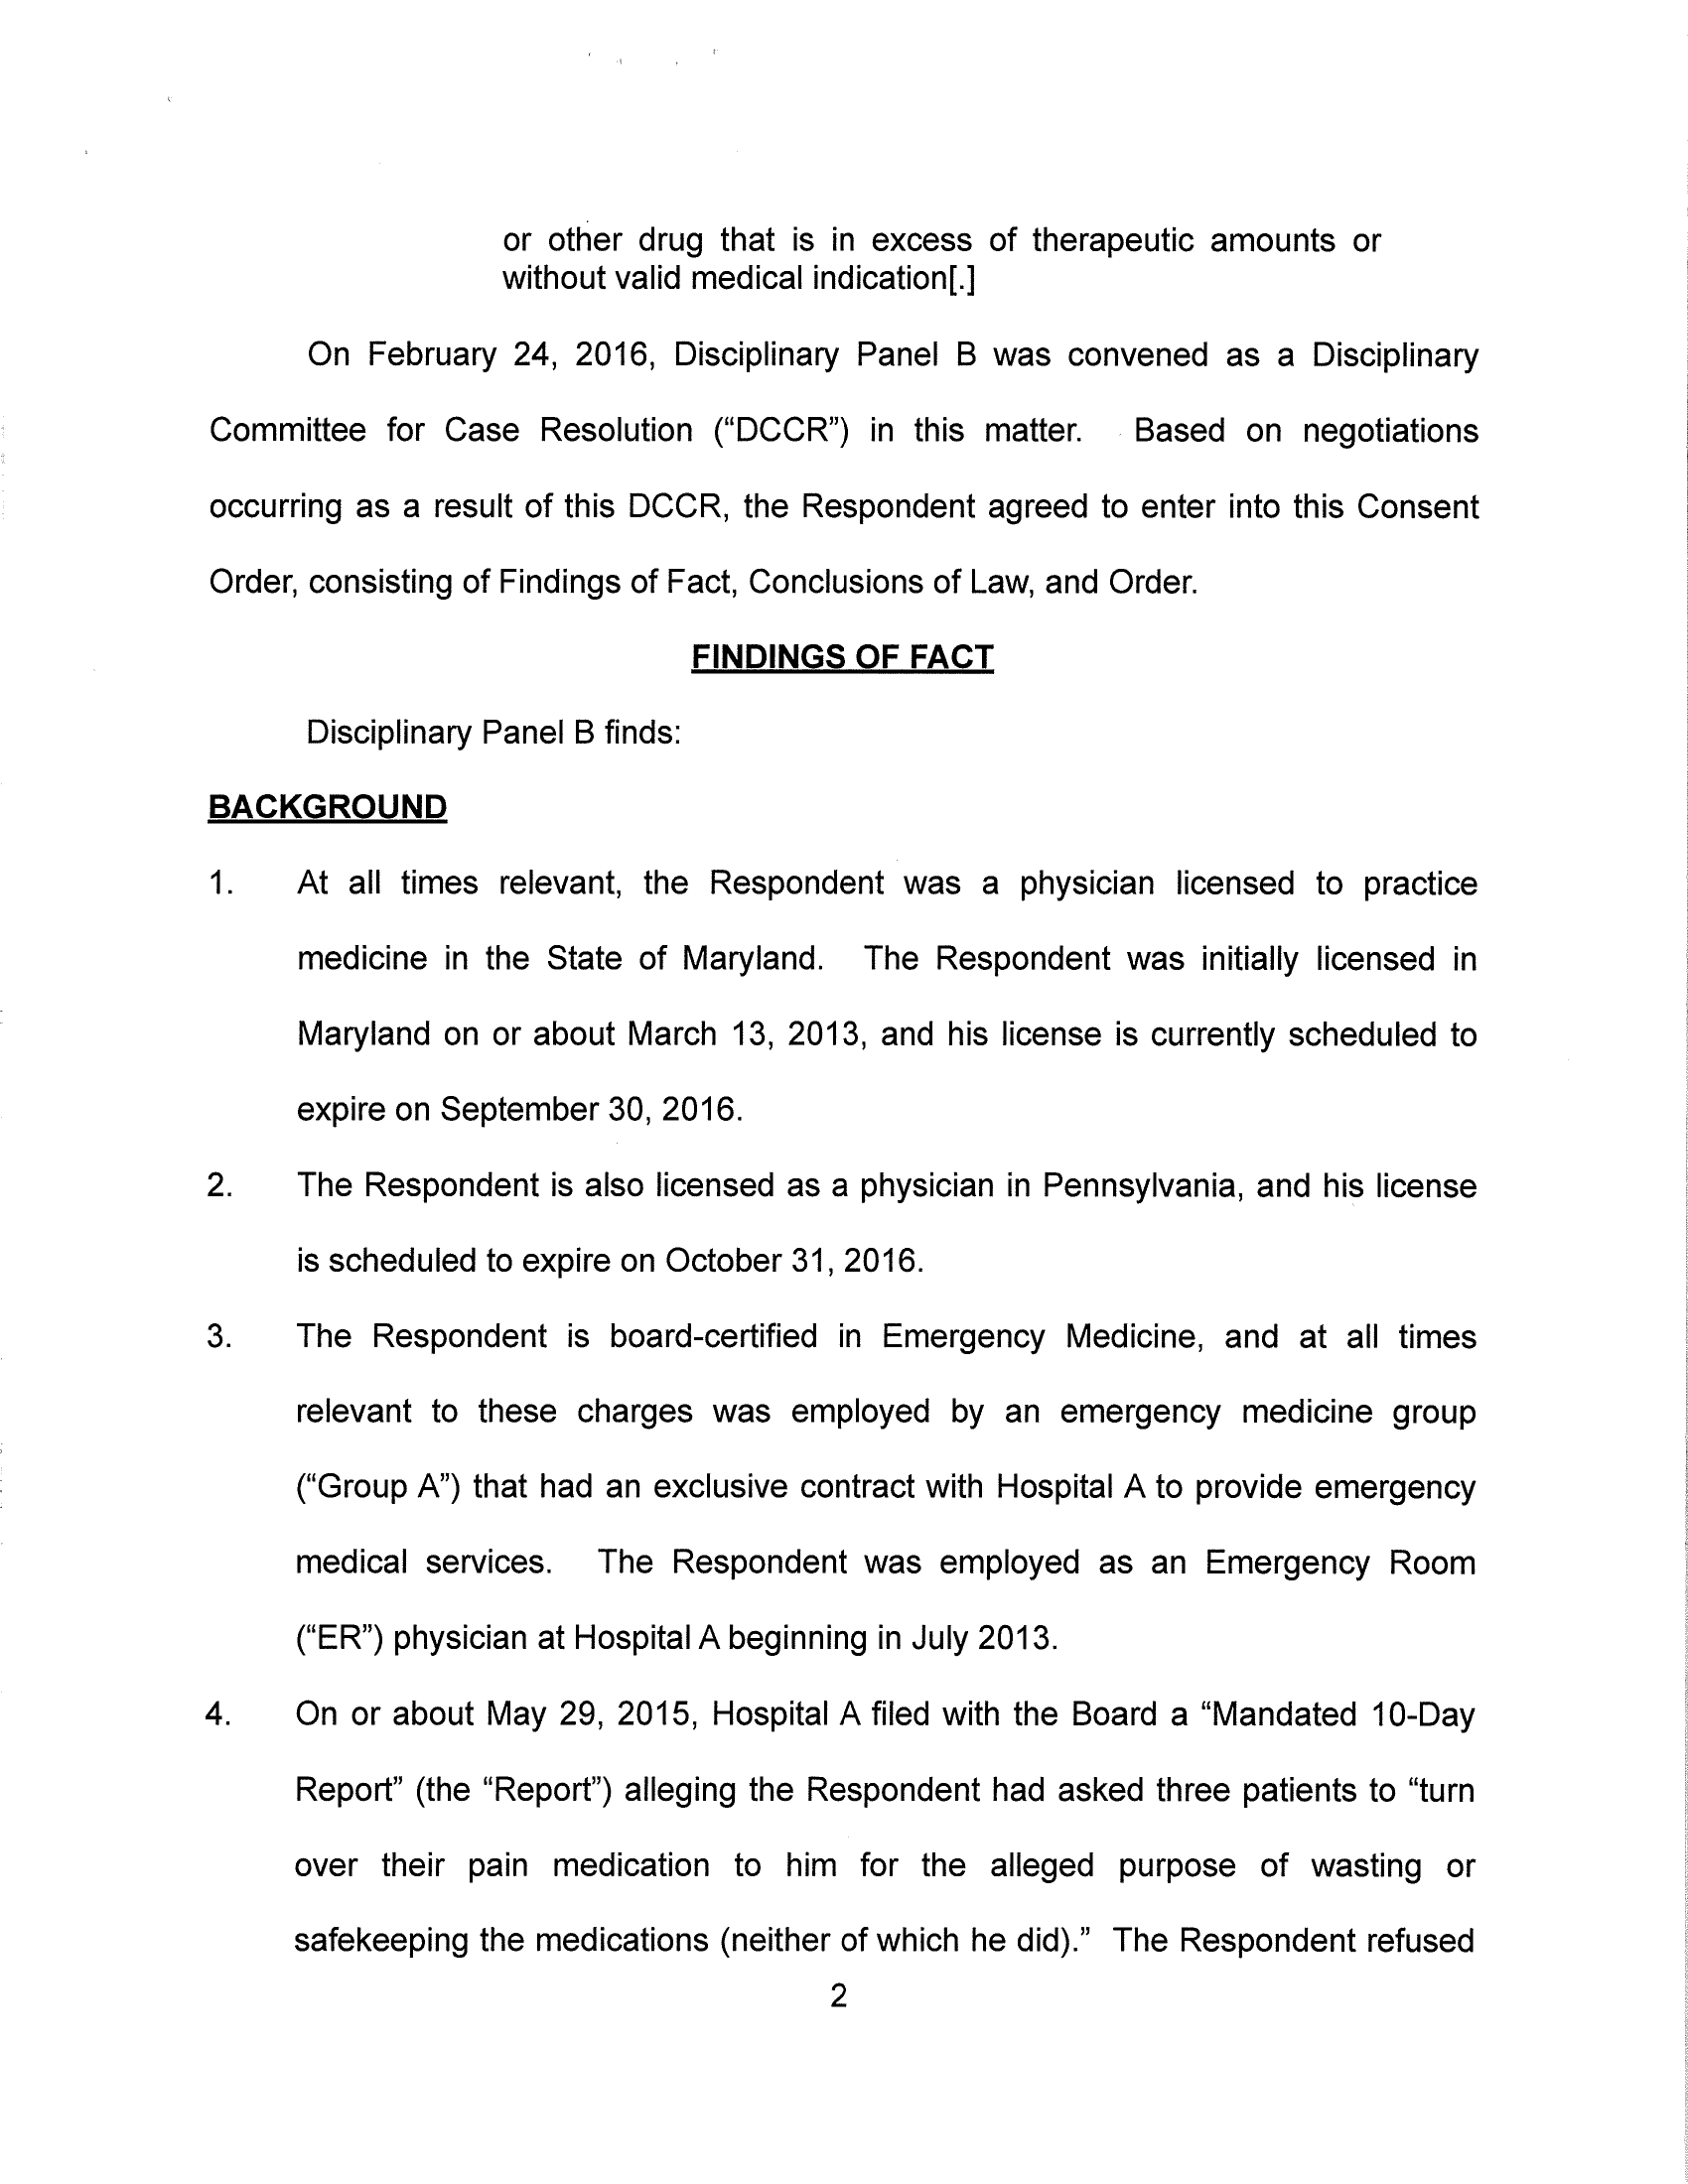 or other drug that is in excess of therapeutic amounts or
without valid medical indication[.]
On February 24, 2016, Disciplinary Panel B was convened as a Disciplinary
Committee for Case Resolution (“DCCR”) in this matter. Based on negotiations
occurring as a result of this DCCR, the Respondent agreed to enter into this Consent
Order, consisting of Findings of Fact, Conclusions of Law, and Order.
FINDINGS OF FACT
Disciplinary Panel B finds:
BACKGROUND
1. At all times relevant, the Respondent was a physician licensed to practice
medicine in the State of Maryland. The Respondent was initially licensed in
Maryland on or about March 13, 2013, and his license is currently scheduled to
expire on September 30, 2016.
2. The Respondent is also licensed as a physician in Pennsylvania, and his license
is scheduled to expire on October 31, 2016.
3. The Respondent is board-certified in Emergency Medicine, and at all times
relevant to these charges was employed by an emergency medicine group
(“Group A”) that had an exclusive contract with Hospital A to provide emergency
medical services. The Respondent was employed as an Emergency Room
(“ER”) physician at Hospital A beginning in July 2013.
4. On or about May 29, 2015, Hospital A filed with the Board a “Mandated 10-Day
Report” (the “Report”) alleging the Respondent had asked three patients to “turn
over their pain medication to him for the alleged purpose of wasting or
safekeeping the medications (neither of which he did).” The Respondent refused
2